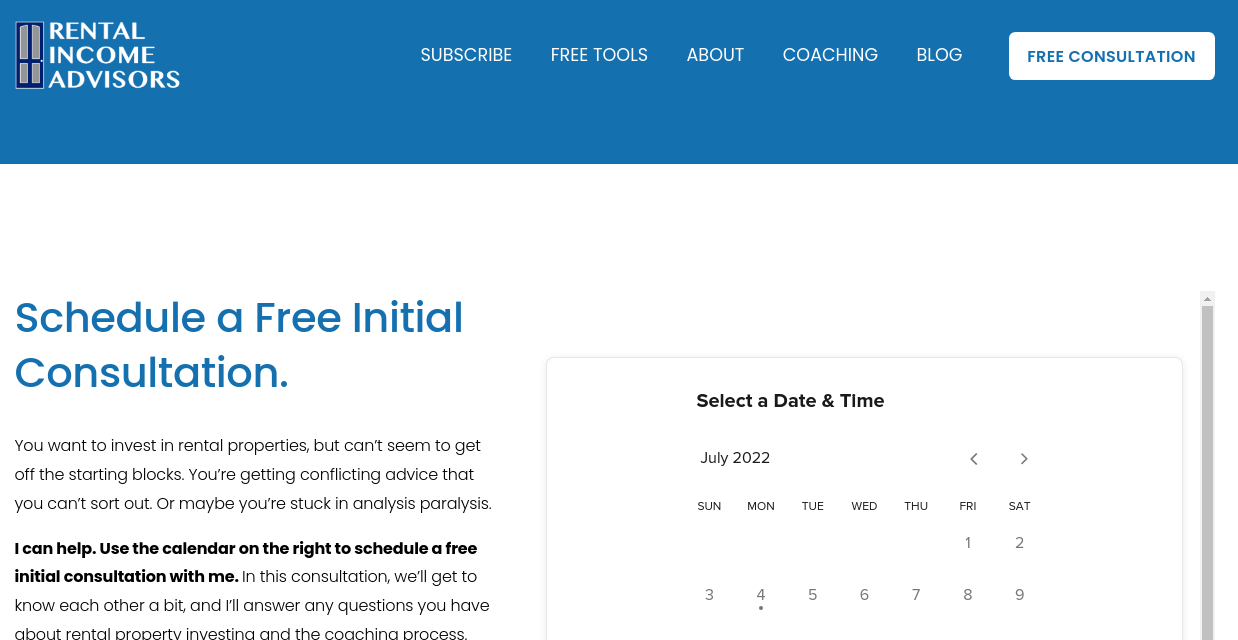 RENTAL
INCOME
ADVISORS
SUBSCRIBE FREE TOOLS ABOUT COACHING BLOG FREE CONSULTATION
Schedule a Free Initial
Consultation.
You want to invest in rental properties, but can’t seem to get
off the starting blocks. You’re getting conflicting advice that
you can’t sort out. Or maybe you’re stuck in analysis paralysis.
I can help. Use the calendar on the right to schedule a free
initial consultation with me. In this consultation, we’ll get to
know each other a bit, and I’ll answer any questions you have
about rental property investing and the coaching process.
Select a Date & Time
July 2022
SUN MON TUE WED THU FRI SAT
1 2
3 4 5 6 7 8 9